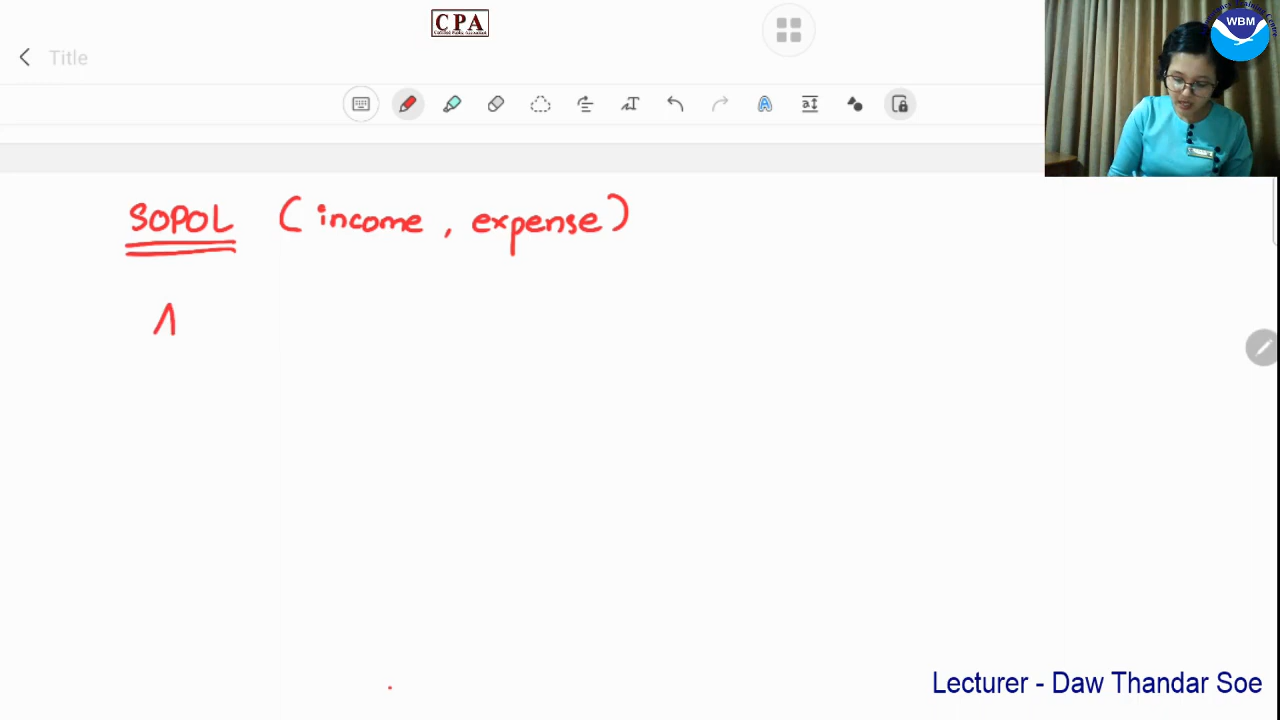 CPA
WBM
Title
SOPOL (income, expense)
Lecturer - Daw Thandar Soe